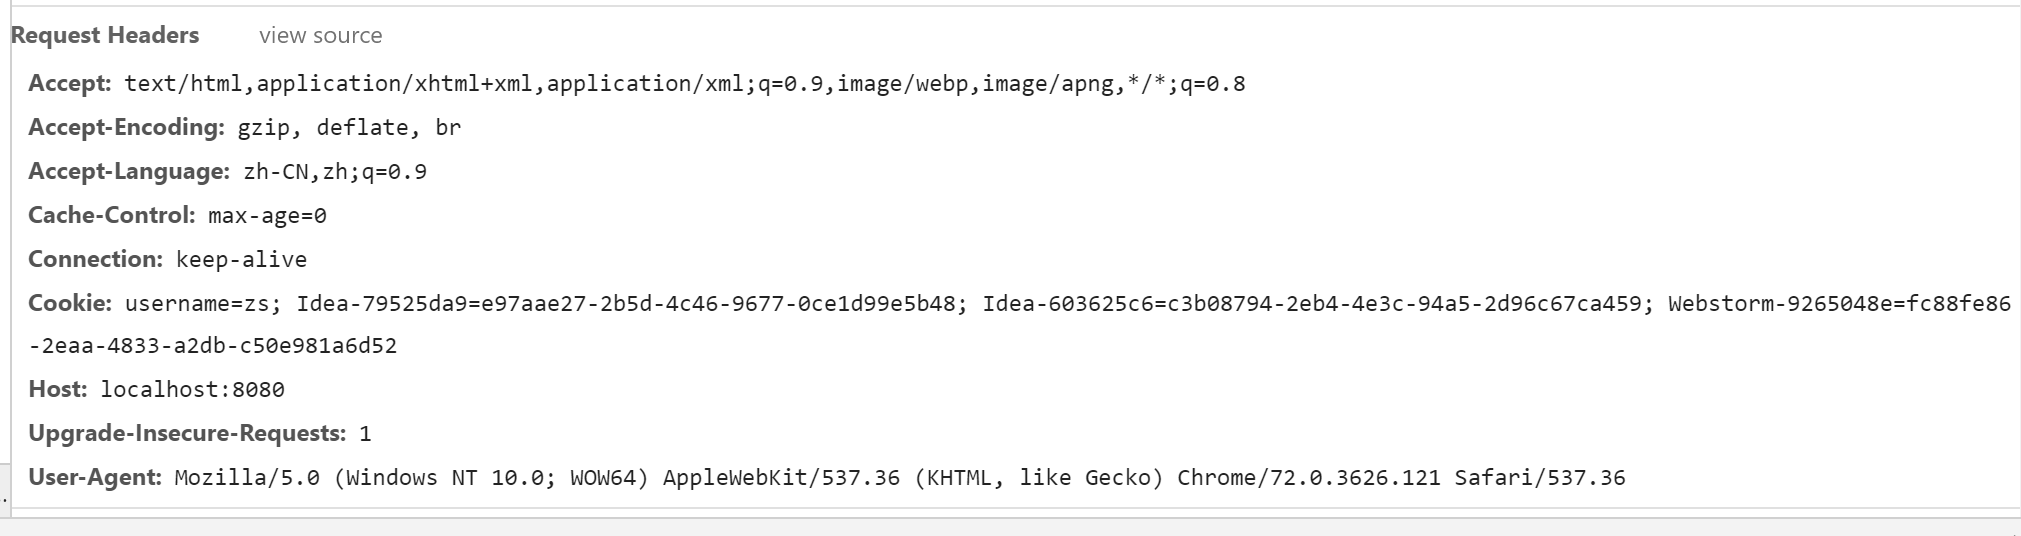 Request Headers view source
Accept: text/html,application/xhtml+xml,application/xml;q=0.9,image/webp,image/apng,*/*;q=0.8
Accept-Encoding: gzip, deflate, br
Accept-Language: zh-CN,zh;q=0.9
Cache-Control: max-age=0
Connection: keep-alive
Cookie: username=zs; Idea-79525da9=e97aae27-2b5d-4c46-9677-0ce1d99e5b48; Idea-603625c6=c3b08794-2eb4-4e3c-94a5-2d96c67ca459; Webstorm-9265048e=fc88fe86
-2eaa-4833-a2db-c50e981a6d52
Host: localhost:8080
Upgrade-Insecure-Requests: 1
User-Agent: Mozilla/5.0 (Windows NT 10.0; WOW64) AppleWebKit/537.36 (KHTML, like Gecko) Chrome/72.0.3626.121 Safari/537.36